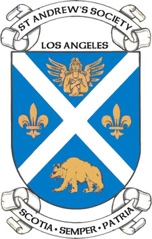 ST ANDREW'S SOCIETY
LOS ANGELES
SCOTIA • SEMPER • PATRIA